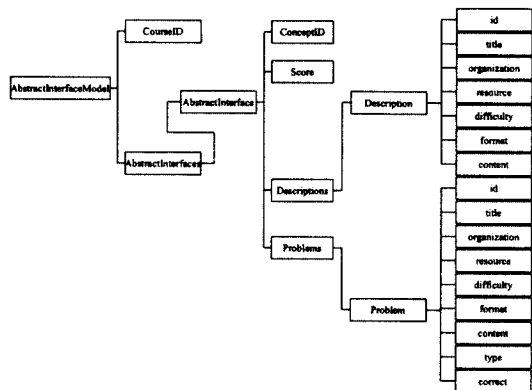 AbstractInterfaceModel
CourseID
AbstractInterfaces
AbstractInterface
ConceptID
Score
Descriptions
Problems
Description
id
title
organization
resource
difficulty
format
content
Problem
id
title
organization
resource
difficulty
format
content
type
correct